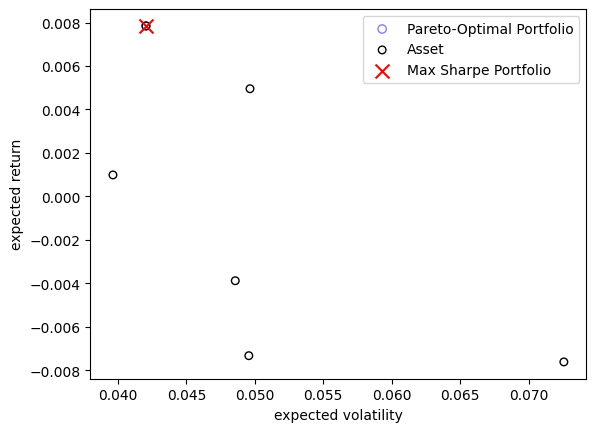 0.008
0.006
0.004
0.002
0.000
−0.002
−0.004
−0.006
−0.008
expected return
Pareto-Optimal Portfolio
Asset
Max Sharpe Portfolio
0.040 0.045 0.050 0.055 0.060 0.065 0.070
expected volatility